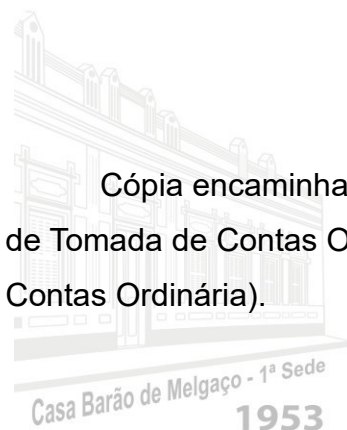 Cópia encaminha
de Tomada de Contas O
Contas Ordinária).
Casa Barão de Melgaço - 1ª Sede
1953